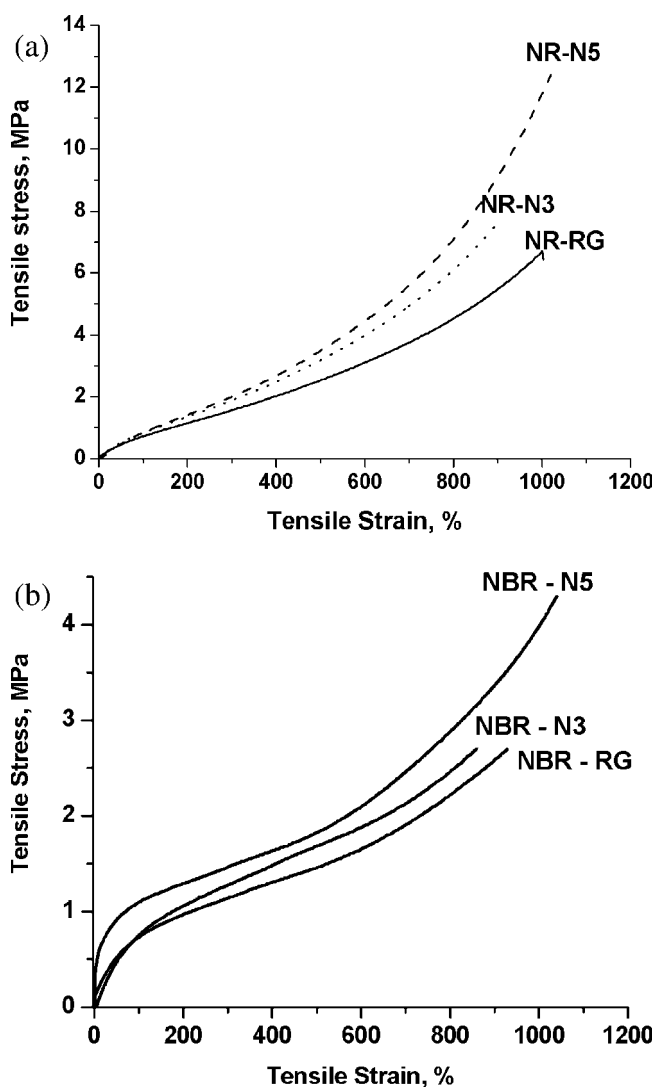 (a)
14
12
10
8
6
4
2
0
Tensile stress, MPa
NR-N5
NR-N3
NR-RG
0 200 400 600 800 1000 1200
Tensile Strain, %
(b)
4
3
2
1
0
Tensile Stress, MPa
NBR - N5
NBR - N3
NBR - RG
0 200 400 600 800 1000 1200
Tensile Strain, %